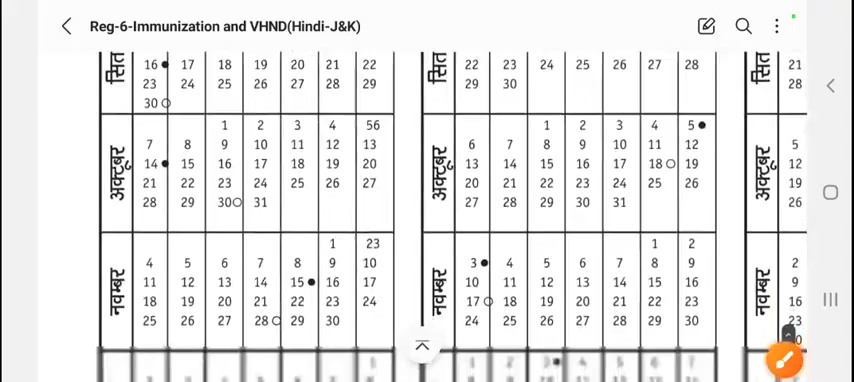 Reg-6-Immunization and VHND(Hindi-J&K)
सित
16● 17 18 19 20 21 22
23 24 25 26 27 28 29
30○
अक्टूबर
1 2 3 4 56
7 8 9 10 11 12 13
14● 15 16 17 18 19 20
21 22 23 24 25 26 27
28 29 30○ 31
नवम्बर
1 23
4 5 6 7 8 9 10
11 12 13 14 15● 16 17
18 19 20 21 22 23 24
25 26 27 28○ 29 30
सित
22 23 24 25 26 27 28
29 30
अक्टूबर
1 2 3 4 5●
6 7 8 9 10 11 12
13 14 15 16 17 18○ 19
20 21 22 23 24 25 26
27 28 29 30 31
नवम्बर
1 2
3● 4 5 6 7 8 9
10 11 12 13 14 15 16
17○ 18 19 20 21 22 23
24 25 26 27 28 29 30
सित
21
28
अक्टूबर
5
12
19
26
नवम्बर
2
9
16
23